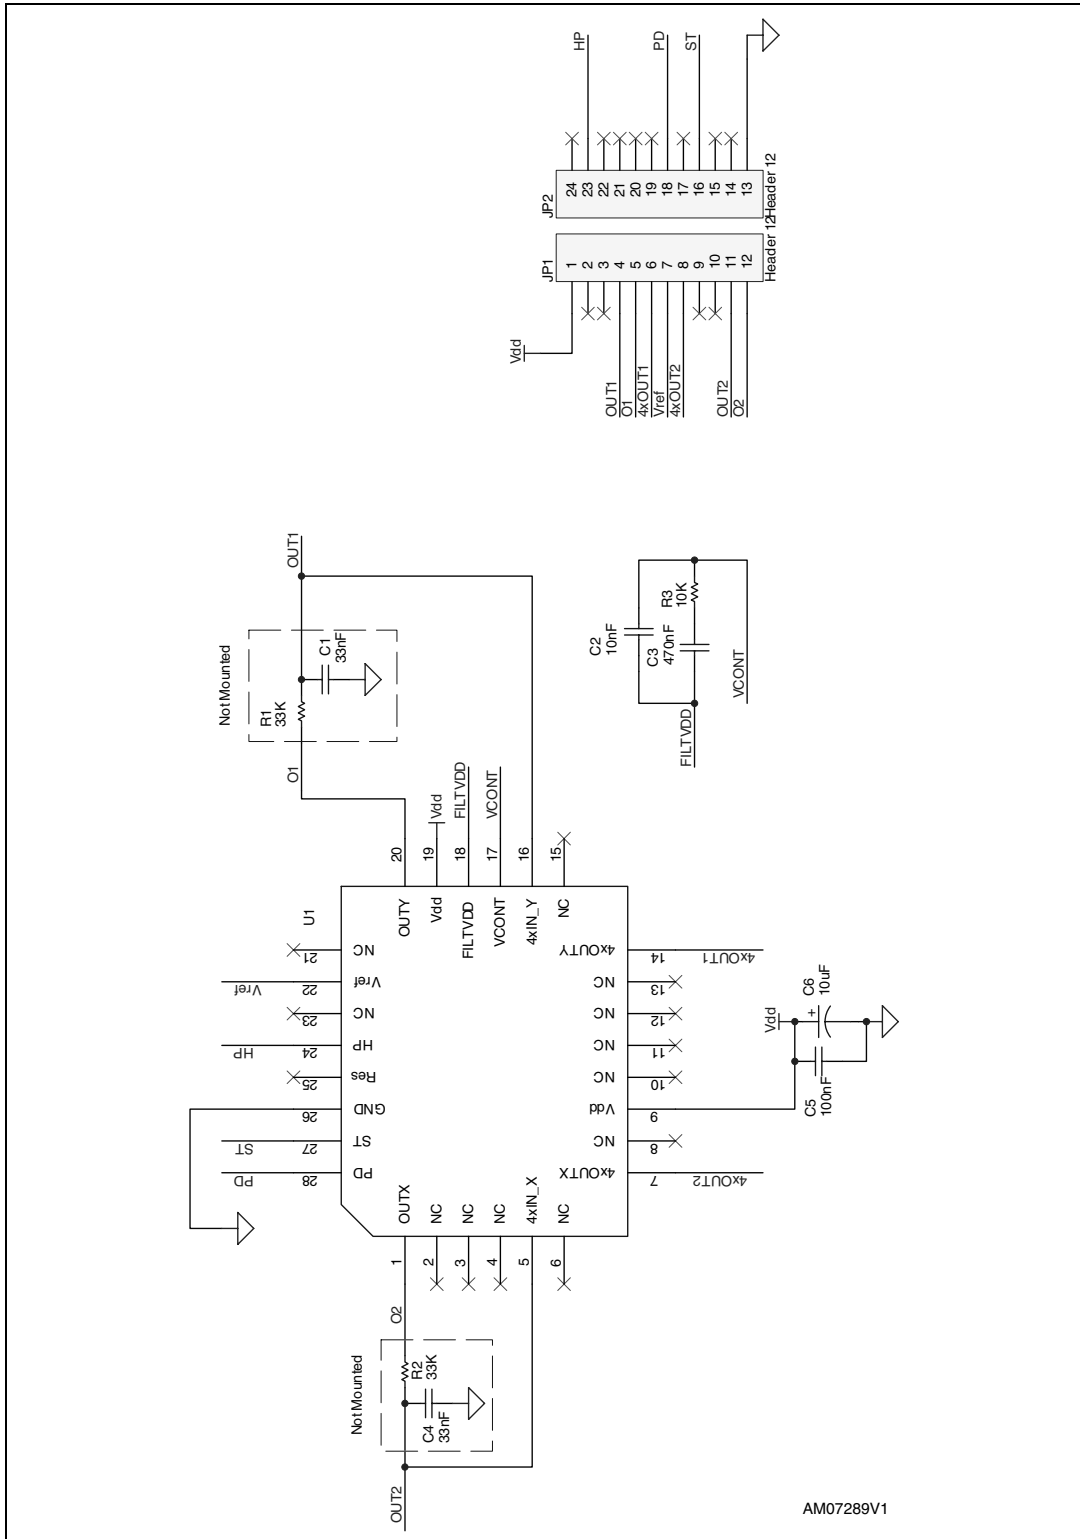 HP
PD
ST
JP2
24
23
22
21
20
19
18
17
16
15
14
13
Header 12
JP1
1
2
3
4
5
6
7
8
9
10
11
12
Header 12
Vdd
OUT1
O1
4xOUT1
Vref
4xOUT2
OUT2
O2
OUT1
Not Mounted
R1
33K
C1
33nF
O1
C2
10nF
C3
470nF
R3
10K
FILTVDD
VCONT
Vdd
FILTVDD
VCONT
20
19
18
17
16
15
OUTY
Vdd
FILTVDD
VCONT
4xIN_Y
NC
U1
21
NC
Vref
22
Vref
23
NC
HP
24
HP
25
Res
26
GND
ST
27
ST
PD
28
PD
4xOUTY
14
4xOUT1
NC
13
NC
12
NC
11
NC
10
Vdd
9
NC
8
4xOUTX
7
4xOUT2
Vdd
C6
10uF
+
C5
100nF
OUTX
NC
NC
NC
4xIN_X
NC
1
2
3
4
5
6
O2
Not Mounted
R2
33K
C4
33nF
OUT2
AM07289V1